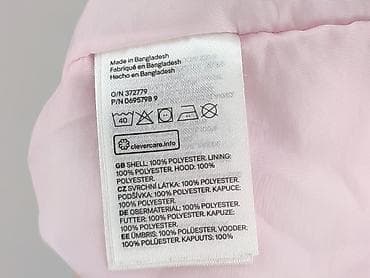 Made in Bangladesh
Fabriqué en Bangladesh
Hecho en Bangladesh
O/N 372779
P/N 0695798 9
40
clevercare.info
GB SHELL: 100% POLYESTER. LINING:
100% POLYESTER. HOOD: 100%
POLYESTER.
CZ SVRCHNÍ LÁTKA: 100% POLYESTER.
PODŠÍVKA: 100% POLYESTER. KAPUCE:
100% POLYESTER.
DE OBERMATERIAL: 100% POLYESTER.
FUTTER: 100% POLYESTER. KAPUZE:
100% POLYESTER.
EE ÜMBRIS: 100% POLÜESTER. VOODER:
100% POLÜESTER. KAPUUTS: 100%